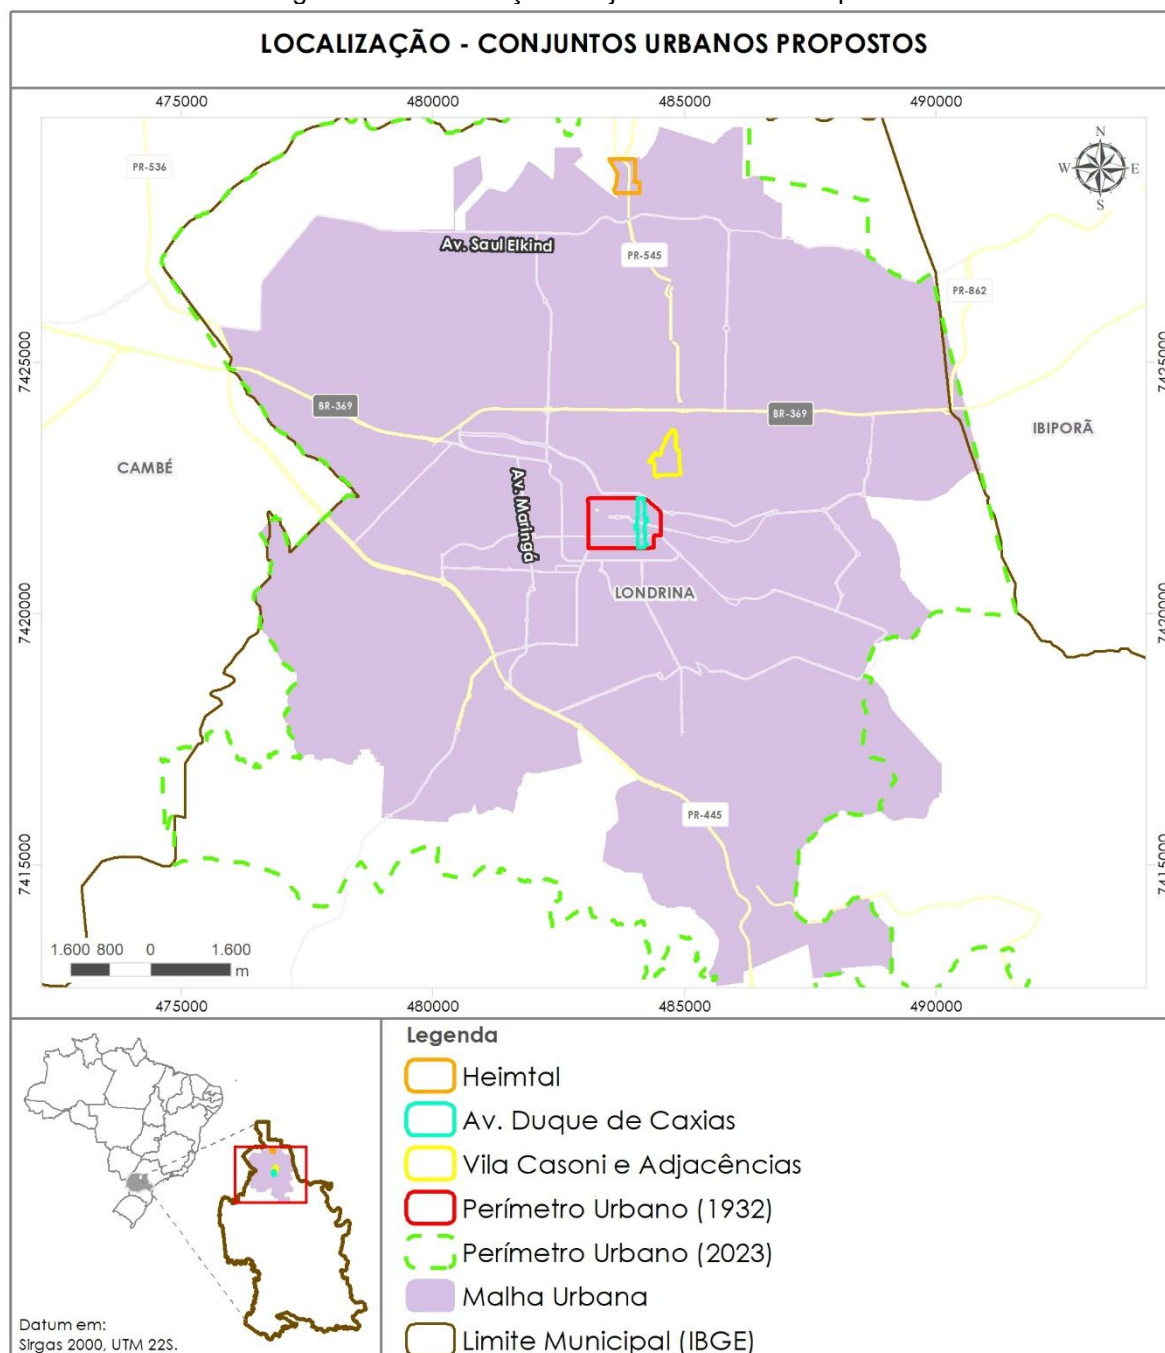 LOCALIZAÇÃO - CONJUNTOS URBANOS PROPOSTOS
475000 480000 485000 490000
N
W E
S
PR-536
Av. Saul Elkind
PR-545
PR-862
7425000 7425000
BR-369
BR-369
IBIPORÃ
CAMBÉ
Av. Maringá
LONDRINA
7420000 7420000
PR-445
7415000 7415000
1.600 800 0 1.600
m
475000 480000 485000 490000
Legenda
Heimtal
Av. Duque de Caxias
Vila Casoni e Adjacências
Perímetro Urbano (1932)
Perímetro Urbano (2023)
Malha Urbana
Limite Municipal (IBGE)
Datum em:
Sirgas 2000, UTM 22S.